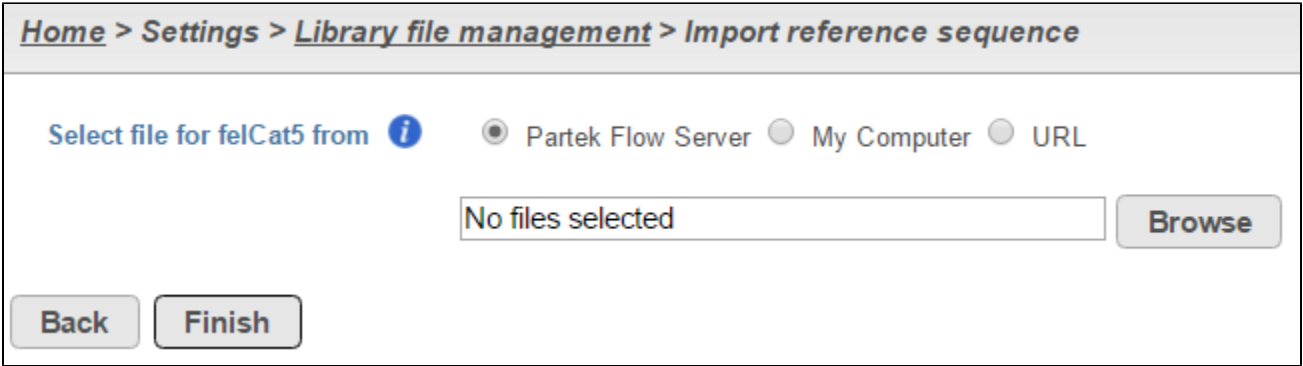 Home > Settings > Library file management > Import reference sequence
Select file for felCat5 from i Partek Flow Server My Computer URL
No files selected Browse
Back Finish